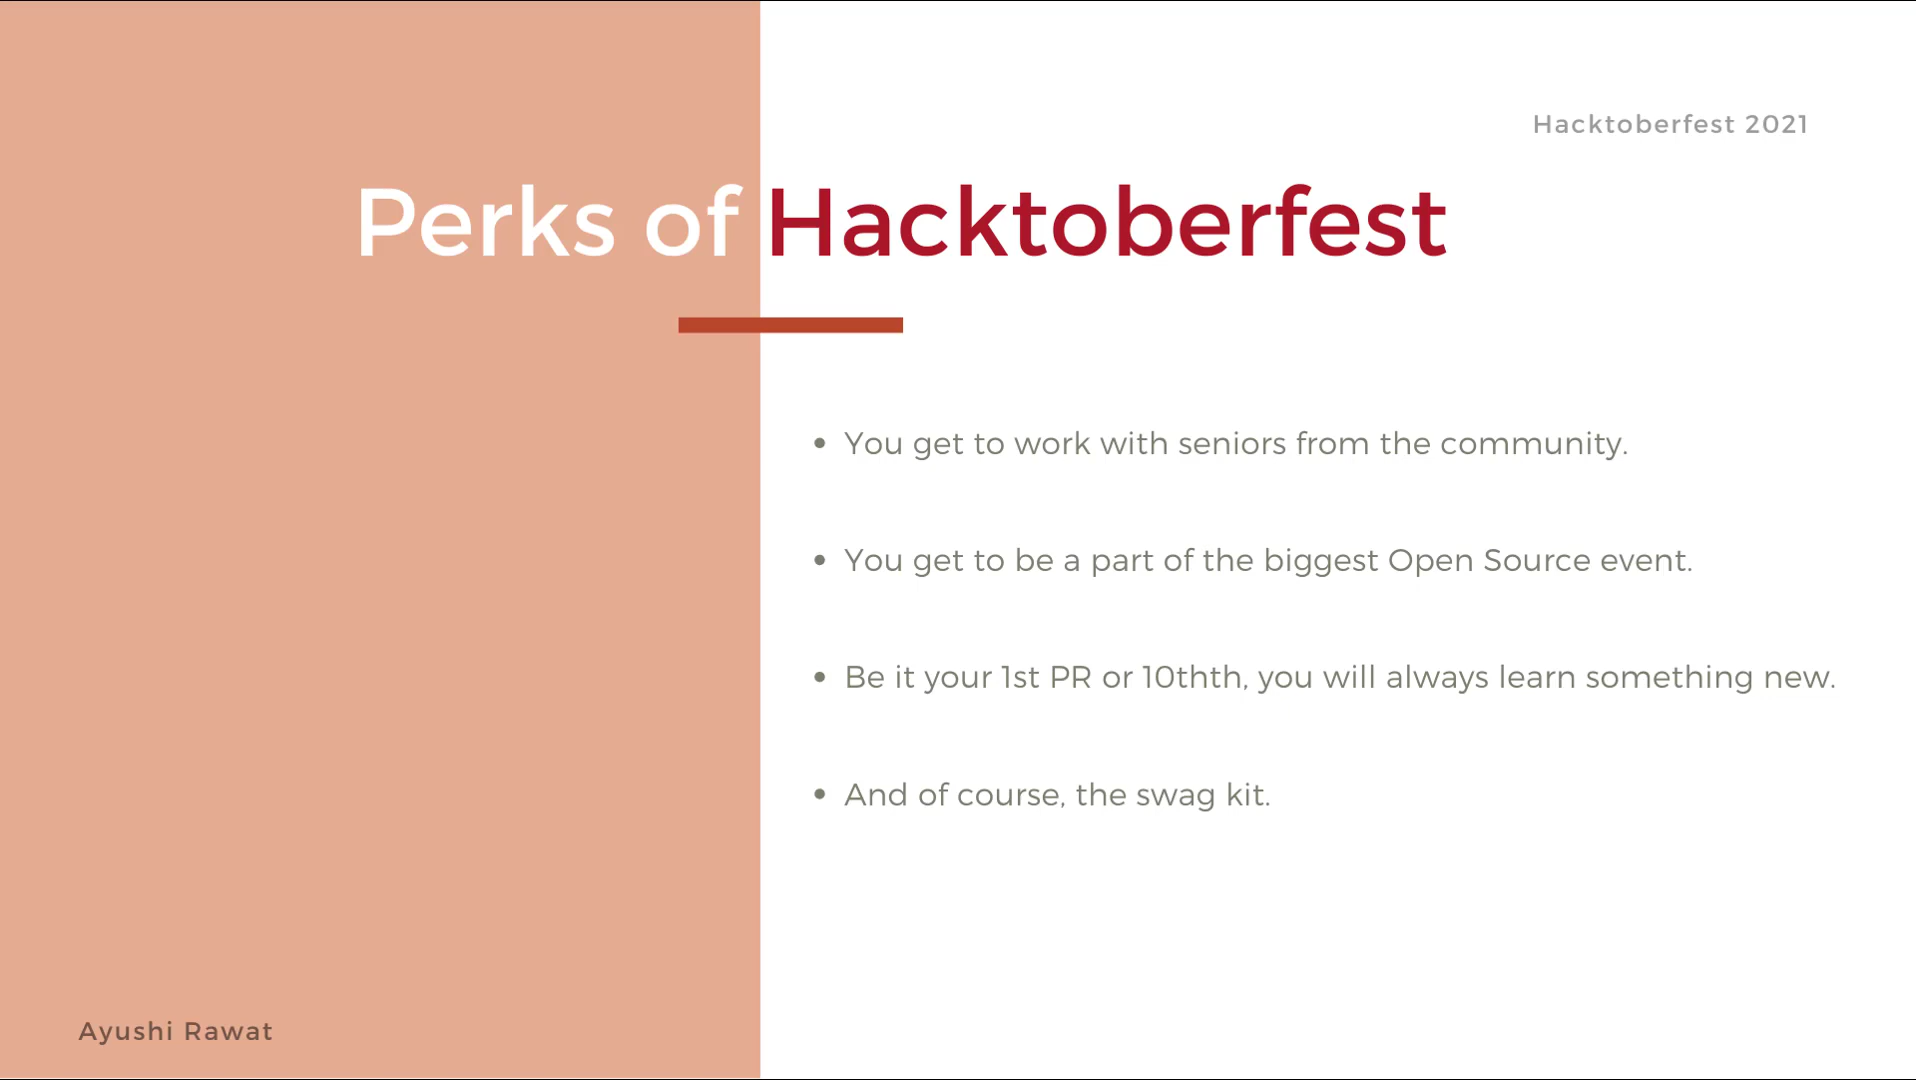 Hacktoberfest 2021
Perks of Hacktoberfest
• You get to work with seniors from the community.
• You get to be a part of the biggest Open Source event.
• Be it your 1st PR or 10thth, you will always learn something new.
• And of course, the swag kit.
Ayushi Rawat